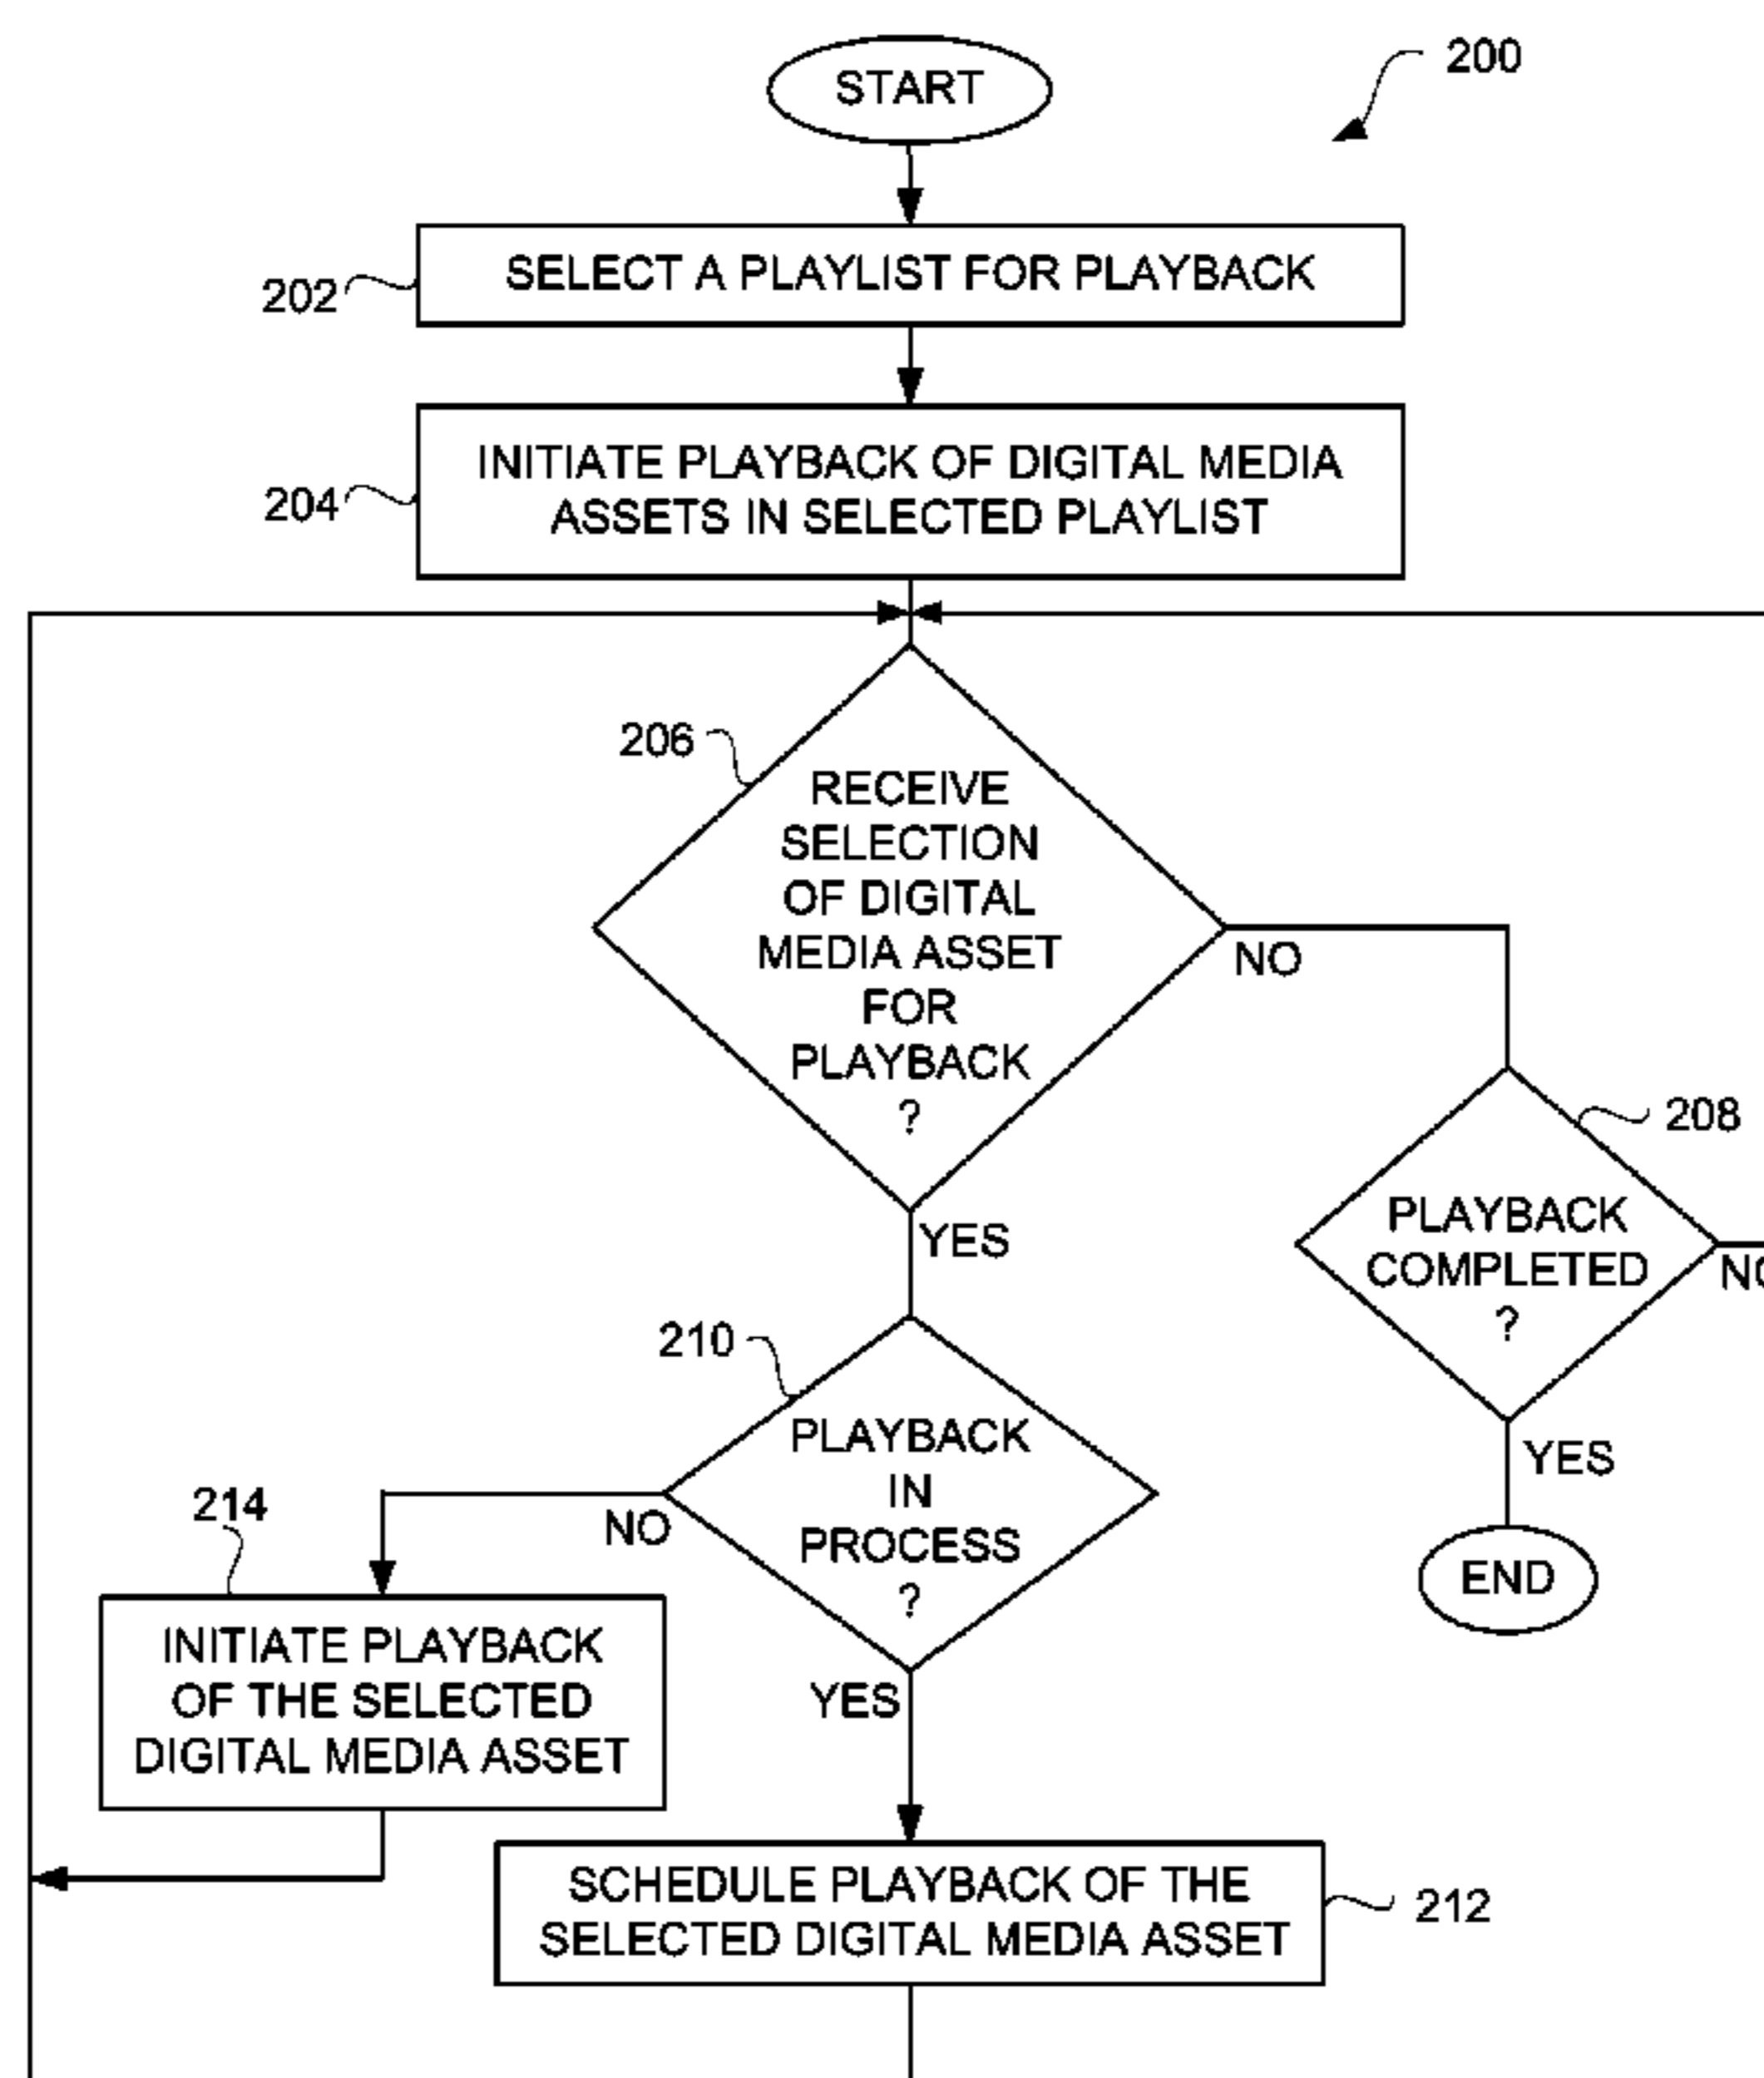 START
200
SELECT A PLAYLIST FOR PLAYBACK
202
INITIATE PLAYBACK OF DIGITAL MEDIA
ASSETS IN SELECTED PLAYLIST
204
206
RECEIVE
SELECTION
OF DIGITAL
MEDIA ASSET
FOR
PLAYBACK
?
NO
YES
208
PLAYBACK
COMPLETED
?
NO
YES
END
210
PLAYBACK
IN
PROCESS
?
NO
YES
214
INITIATE PLAYBACK
OF THE SELECTED
DIGITAL MEDIA ASSET
SCHEDULE PLAYBACK OF THE
SELECTED DIGITAL MEDIA ASSET
212